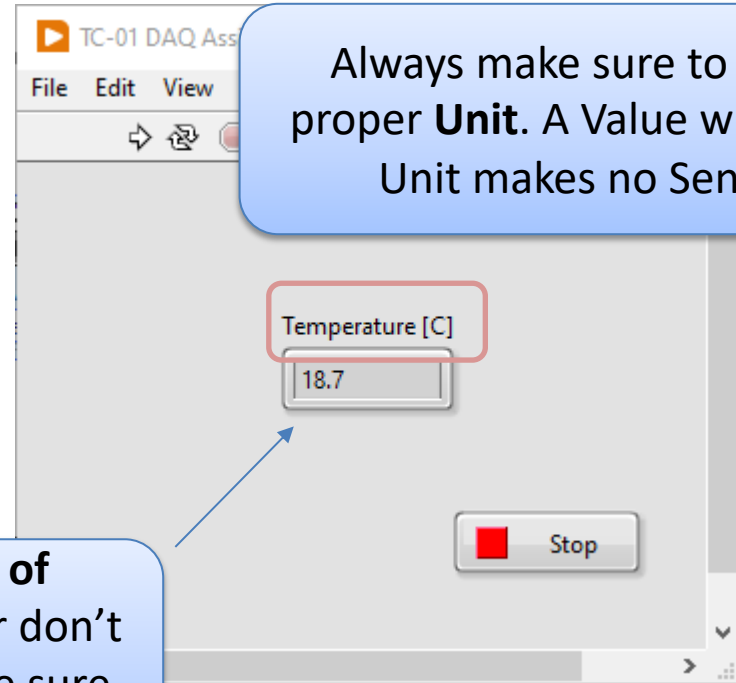 TC-01 DAQ Ass
File Edit View
Always make sure to
proper Unit. A Value w
Unit makes no Sen
Temperature [C]
18.7
Stop
of
r don't
e sure